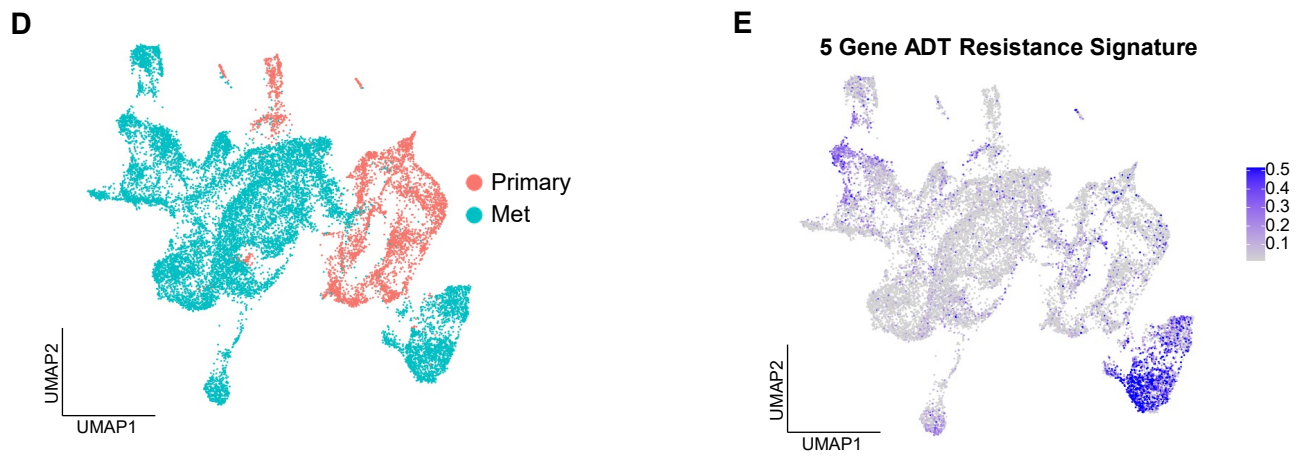 D
Primary
Met
UMAP2
UMAP1
E
5 Gene ADT Resistance Signature
0.5
0.4
0.3
0.2
0.1
UMAP2
UMAP1